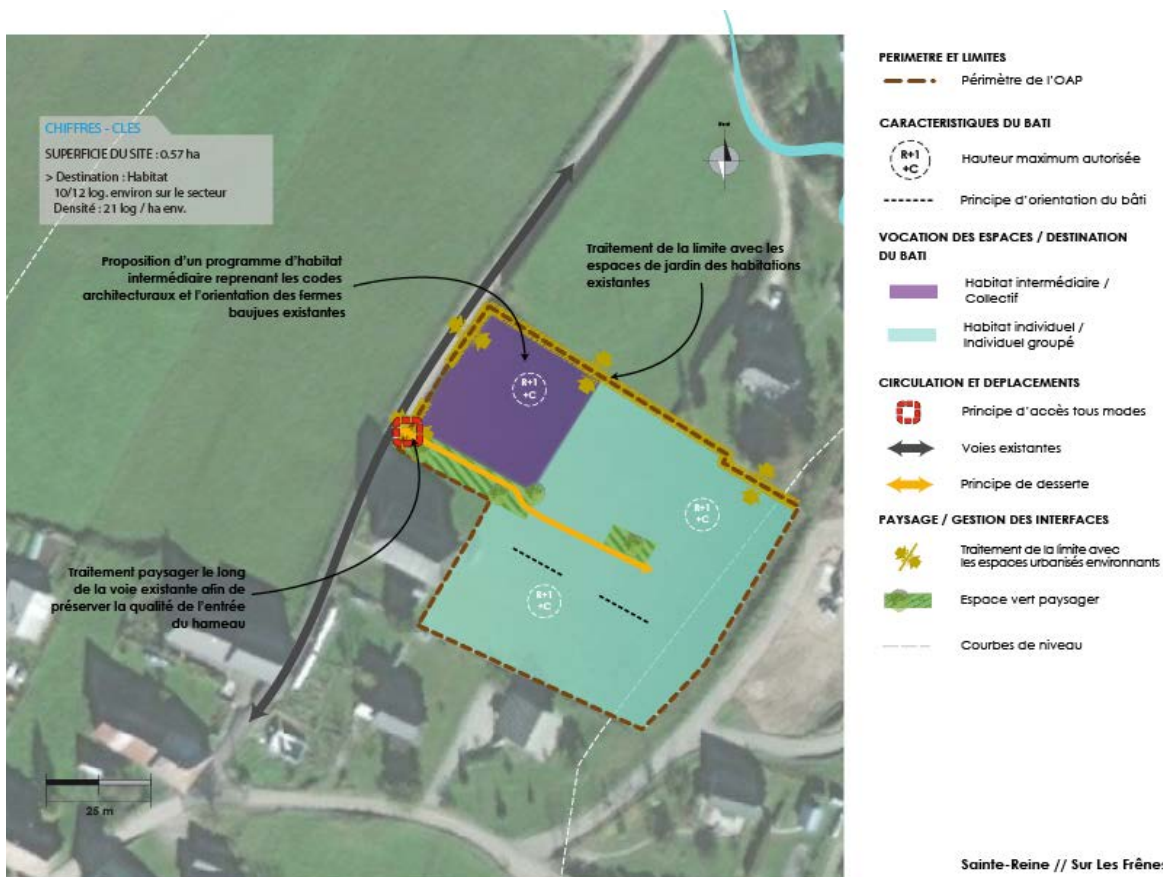 CHIFFRES - CLES
SUPERFICIE DU SITE : 0.57 ha
> Destination : Habitat
10/12 log. environ sur le secteur
Densité : 21 log / ha env.
Nord
Proposition d'un programme d'habitat
intermédiaire reprenant les codes
architecturaux et l'orientation des fermes
baujues existantes
Traitement de la limite avec les
espaces de jardin des habitations
existantes
R+1
+C
R+1
+C
R+1
+C
Traitement paysager le long
de la voie existante afin de
préserver la qualité de l'entrée
du hameau
25 m
PERIMETRE ET LIMITES
Périmètre de l'OAP
CARACTERISTIQUES DU BATI
R+1
+C
Hauteur maximum autorisée
Principe d'orientation du bâti
VOCATION DES ESPACES / DESTINATION
DU BATI
Habitat intermédiaire /
Collectif
Habitat individuel /
Individuel groupé
CIRCULATION ET DEPLACEMENTS
Principe d'accès tous modes
Voies existantes
Principe de desserte
PAYSAGE / GESTION DES INTERFACES
Traitement de la limite avec
les espaces urbanisés environnants
Espace vert paysager
Courbes de niveau
Sainte-Reine // Sur Les Frênes